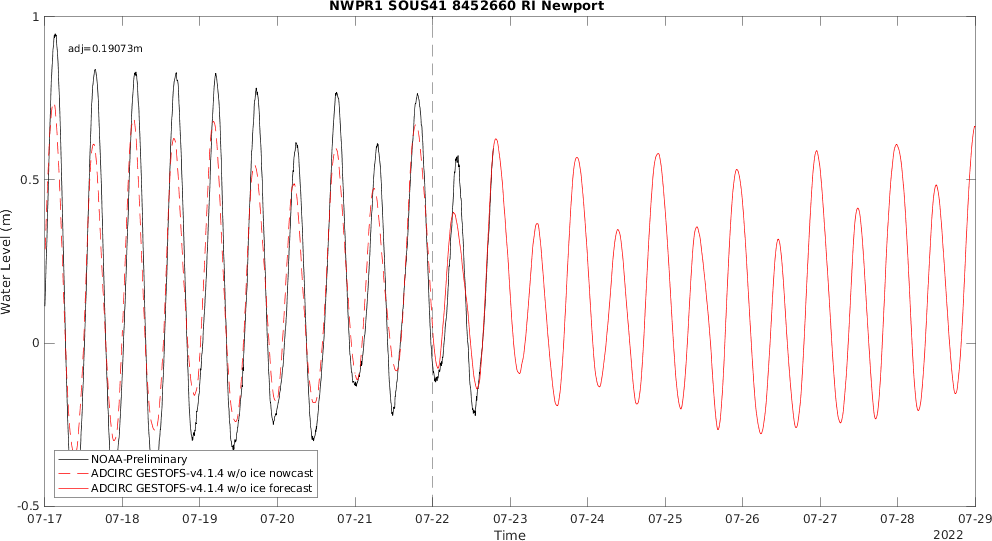 NWPR1 SOUS41 8452660 RI Newport
adj=0.19073m
1
0.5
0
-0.5
Water Level (m)
NOAA-Preliminary
ADCIRC GESTOFS-v4.1.4 w/o ice nowcast
ADCIRC GESTOFS-v4.1.4 w/o ice forecast
07-17 07-18 07-19 07-20 07-21 07-22 07-23 07-24 07-25 07-26 07-27 07-28 07-29
Time
2022